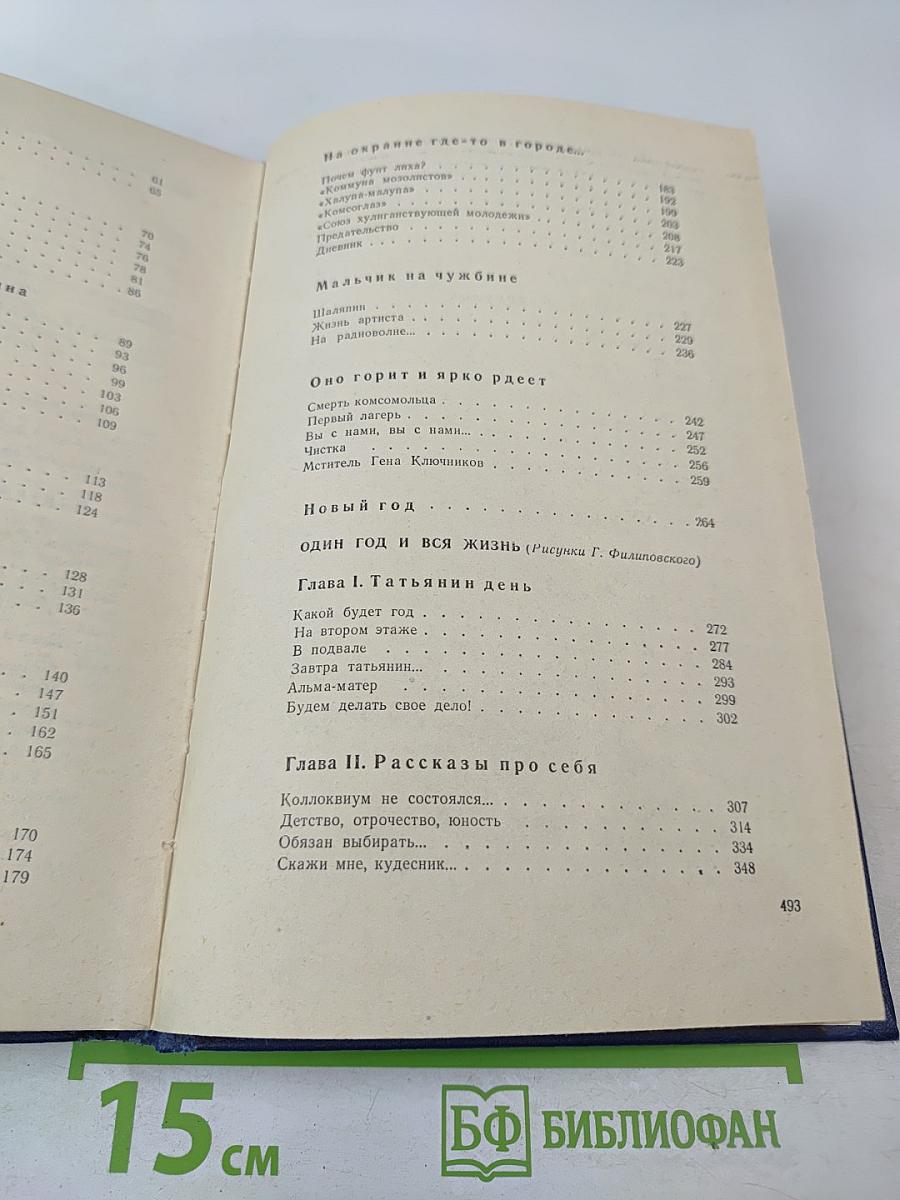 61
65
70
74
76
78
81
86
на
89
93
96
99
103
106
109
113
118
124
128
131
136
140
147
151
162
165
170
174
179
На окраине где-то в городе...
Почем фунт лиха? 183
«Коммуна мозолистов» 192
«Халупа-малупа» 199
«Комсоглаз» 203
«Союз хулиганствующей молодежи» 208
Предательство 217
Дневник 223
Мальчик на чужбине
Шаляпин 227
Жизнь артиста 229
На радиоволне... 236
Оно горит и ярко рдеет
Смерть комсомольца 242
Первый лагерь 247
Вы с нами, вы с нами... 252
Чистка 256
Мститель Гена Ключников 259
Новый год 264
ОДИН ГОД И ВСЯ ЖИЗНЬ (Рисунки Г. Филиповского)
Глава I. Татьянин день
Какой будет год 272
На втором этаже 277
В подвале 284
Завтра татьянин... 293
Альма-матер 299
Будем делать свое дело! 302
Глава II. Рассказы про себя
Коллоквиум не состоялся... 307
Детство, отрочество, юность 314
Обязан выбирать... 334
Скажи мне, кудесник... 348
493
15 см
БФ БИБЛИОФАН